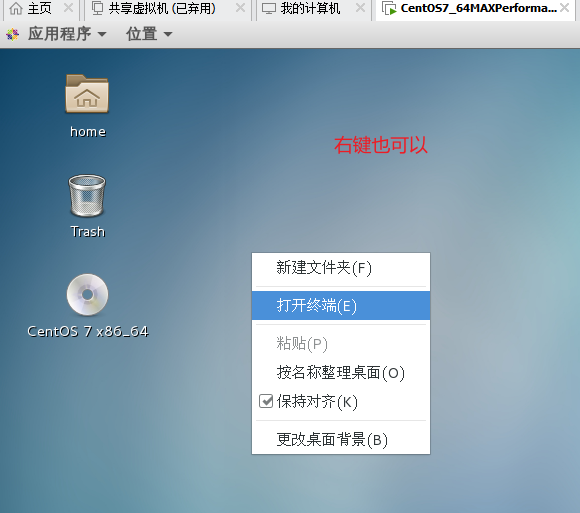 主页
共享虚拟机 (已弃用)
我的计算机
CentOS7_64MAXPerforma...
应用程序
位置
home
右键也可以
Trash
CentOS 7 x86_64
新建文件夹(F)
打开终端(E)
粘贴(P)
按名称整理桌面(O)
保持对齐(K)
更改桌面背景(B)